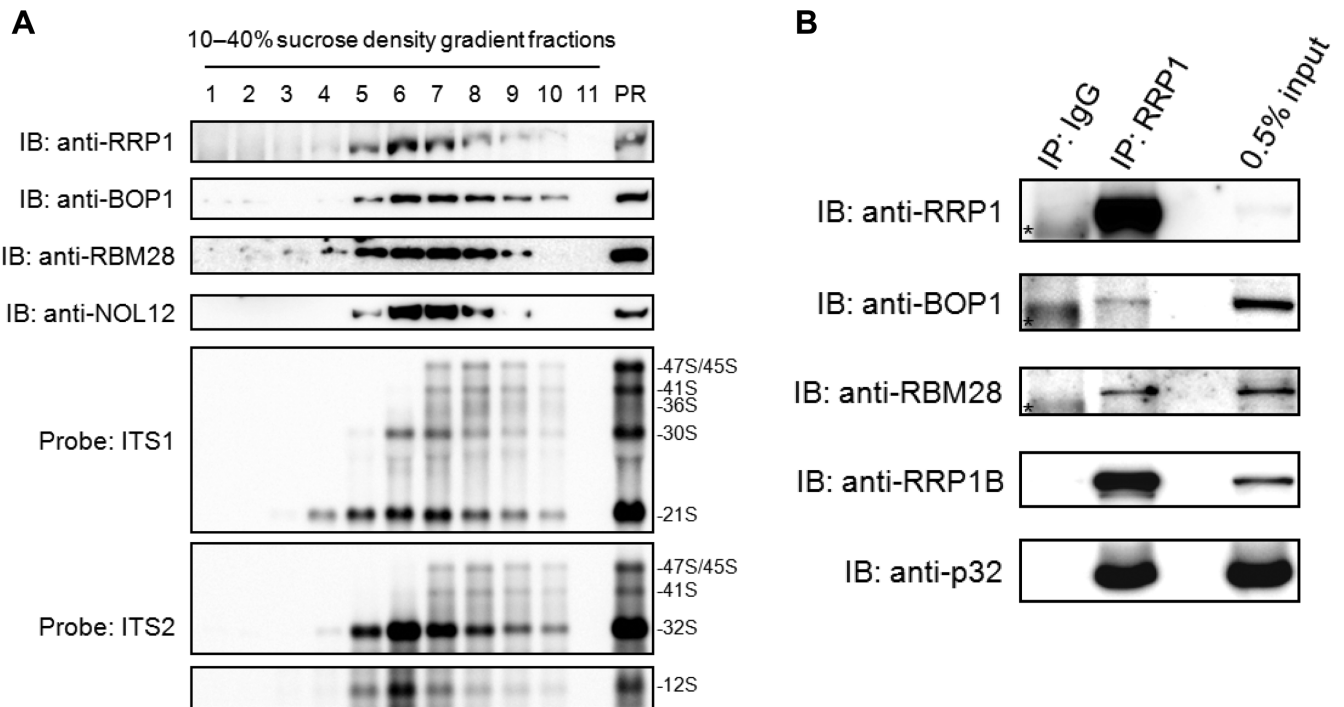 A
10–40% sucrose density gradient fractions
1 2 3 4 5 6 7 8 9 10 11 PR
IB: anti-RRP1
IB: anti-BOP1
IB: anti-RBM28
IB: anti-NOL12
Probe: ITS1
-47S/45S
-41S
-36S
-30S
-21S
Probe: ITS2
-47S/45S
-41S
-32S
-12S
B
IP: IgG
IP: RRP1
0.5% input
IB: anti-RRP1
*
IB: anti-BOP1
*
IB: anti-RBM28
*
IB: anti-RRP1B
IB: anti-p32